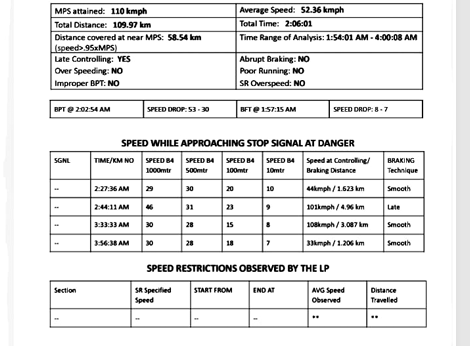 MPS attained: 110 kmph
Average Speed: 52.36 kmph
Total Distance: 109.97 km
Total Time: 2:06:01
Distance covered at near MPS: 58.54 km
(speed>.95xMPS)
Time Range of Analysis: 1:54:01 AM - 4:00:08 AM
Late Controlling: YES
Abrupt Braking: NO
Over Speeding: NO
Poor Running: NO
Improper BPT: NO
SR Overspeed: NO
BPT @ 2:02:54 AM SPEED DROP: 53 - 30 BFT @ 1:57:15 AM SPEED DROP: 8 - 7
SPEED WHILE APPROACHING STOP SIGNAL AT DANGER
SGNL TIME/KM NO SPEED B4 SPEED B4 SPEED B4 SPEED B4 Speed at Controlling/ BRAKING
1000mtr 500mtr 100mtr 10mtr Braking Distance Technique
-- 2:27:36 AM 29 30 20 10 44kmph / 1.623 km Smooth
-- 2:44:11 AM 46 31 23 9 101kmph / 4.96 km Late
-- 3:33:33 AM 30 28 15 8 108kmph / 3.087 km Smooth
-- 3:56:38 AM 30 28 18 7 33kmph / 1.206 km Smooth
SPEED RESTRICTIONS OBSERVED BY THE LP
Section SR Specified START FROM END AT AVG Speed Distance
Speed Observed Travelled
-- -- -- -- ** **